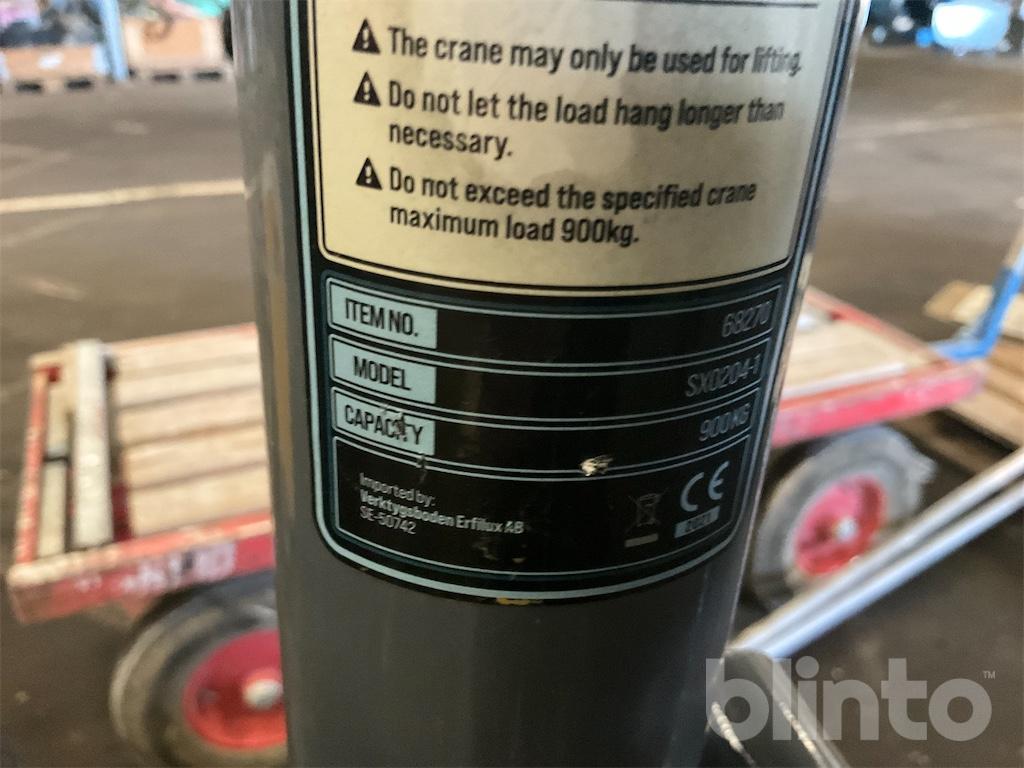 The crane may only be used for lifting.
Do not let the load hang longer than
necessary.
Do not exceed the specified crane
maximum load 900kg.
ITEM NO. 68270
MODEL SX0204-1
CAPACITY 900KG
Imported by:
Verktygsboden Erfilux AB
SE-50742
CE
blinto™